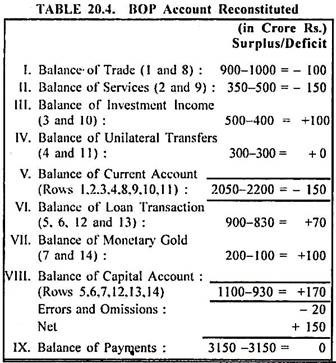 TABLE 20.4. BOP Account Reconstituted
(in Crore Rs.)
Surplus/Deficit
I. Balance of Trade (1 and 8) : 900-1000 = - 100
II. Balance of Services (2 and 9) : 350-500 = - 150
III. Balance of Investment Income
(3 and 10) : 500-400 = +100
IV. Balance of Unilateral Transfers
(4 and 11) : 300-300 = +0
V. Balance of Current Account
(Rows 1,2,3,4,8,9,10,11) : 2050-2200 = - 150
VI. Balance of Loan Transaction
(5, 6, 12 and 13) : 900-830 = +70
VII. Balance of Monetary Gold
(7 and 14) : 200-100 = +100
VIII. Balance of Capital Account :
(Rows 5,6,7,12,13,14) 1100-930 = +170
Errors and Omissions : - 20
Net + 150
IX. Balance of Payments : 3150 -3150 = 0